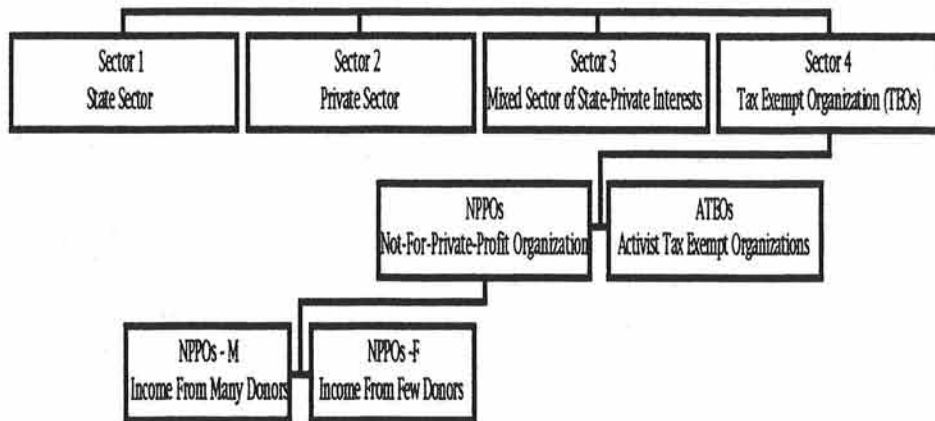 Sector 1
State Sector
Sector 2
Private Sector
Sector 3
Mixed Sector of State-Private Interests
Sector 4
Tax Exempt Organization (TEOs)
NPPOs
Not-For-Private-Profit Organization
ATEOs
Activist Tax Exempt Organizations
NPPOs - M
Income From Many Donors
NPPOs -F
Income From Few Donors